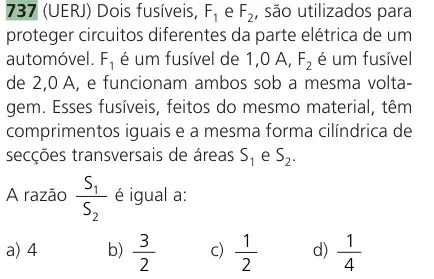 737 (UERJ) Dois fusíveis, F₁ e F₂, são utilizados para
proteger circuitos diferentes da parte elétrica de um
automóvel. F₁ é um fusível de 1,0 A, F₂ é um fusível
de 2,0 A, e funcionam ambos sob a mesma volta-
gem. Esses fusíveis, feitos do mesmo material, têm
comprimentos iguais e a mesma forma cilíndrica de
secções transversais de áreas S₁ e S₂.
A razão S₁/S₂ é igual a:
a) 4 b) 3/2 c) 1/2 d) 1/4